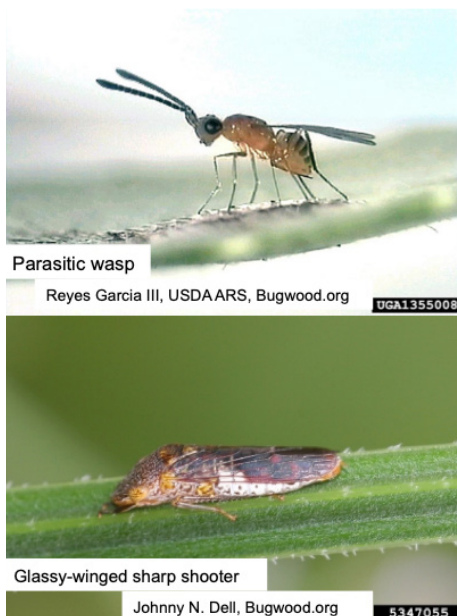 Parasitic wasp
Reyes Garcia III, USDA ARS, Bugwood.org
UGA1355008
Glassy-winged sharp shooter
Johnny N. Dell, Bugwood.org
5347055